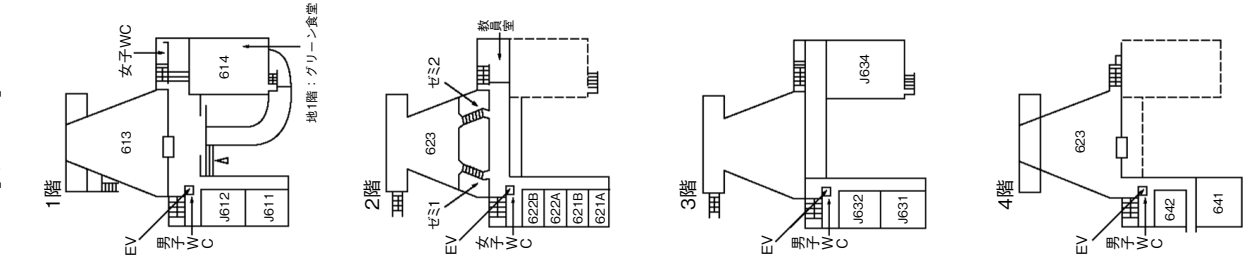 1階
613
女子WC
614
地1階：グリーン食堂
EV
男子WC
J612
J611
2階
623
ゼミ1
ゼミ2
教員室
EV
女子WC
622B
622A
621B
621A
3階
J634
EV
男子WC
J632
J631
4階
623
EV
男子WC
642
641